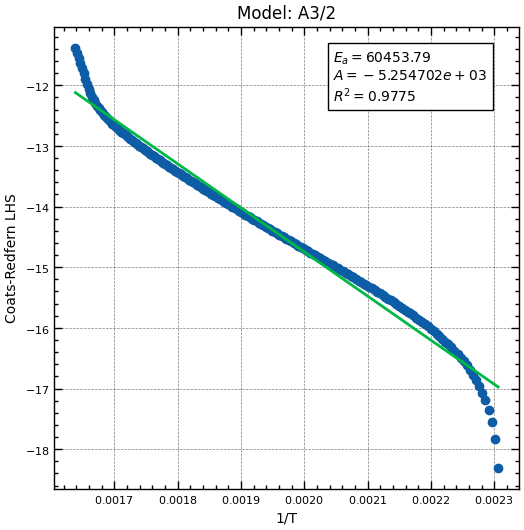 Model: A3/2
E_a = 60453.79
A = −5.254702e + 03
R² = 0.9775
−12
−13
−14
−15
−16
−17
−18
Coats-Redfern LHS
0.0017 0.0018 0.0019 0.0020 0.0021 0.0022 0.0023
1/T